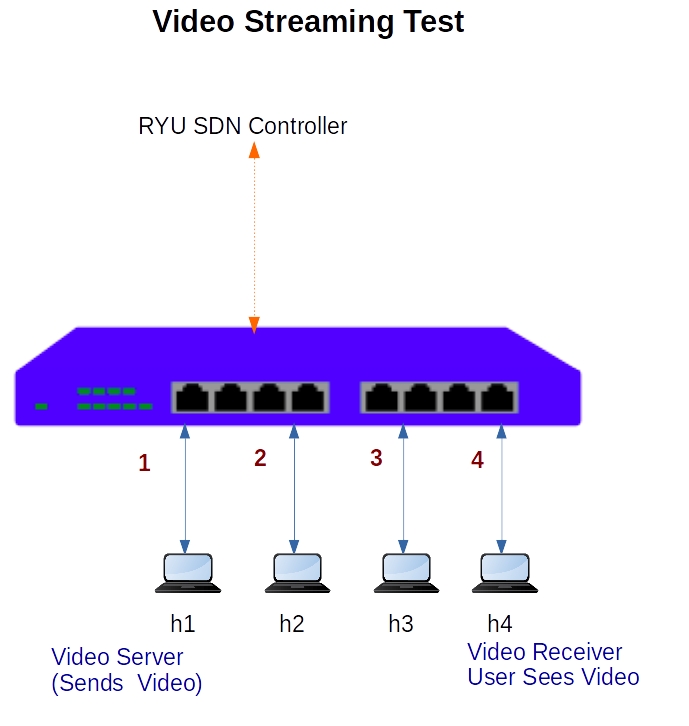 Video Streaming Test
RYU SDN Controller
1 2 3 4
h1 h2 h3 h4
Video Server
(Sends  Video)
Video Receiver
User Sees Video